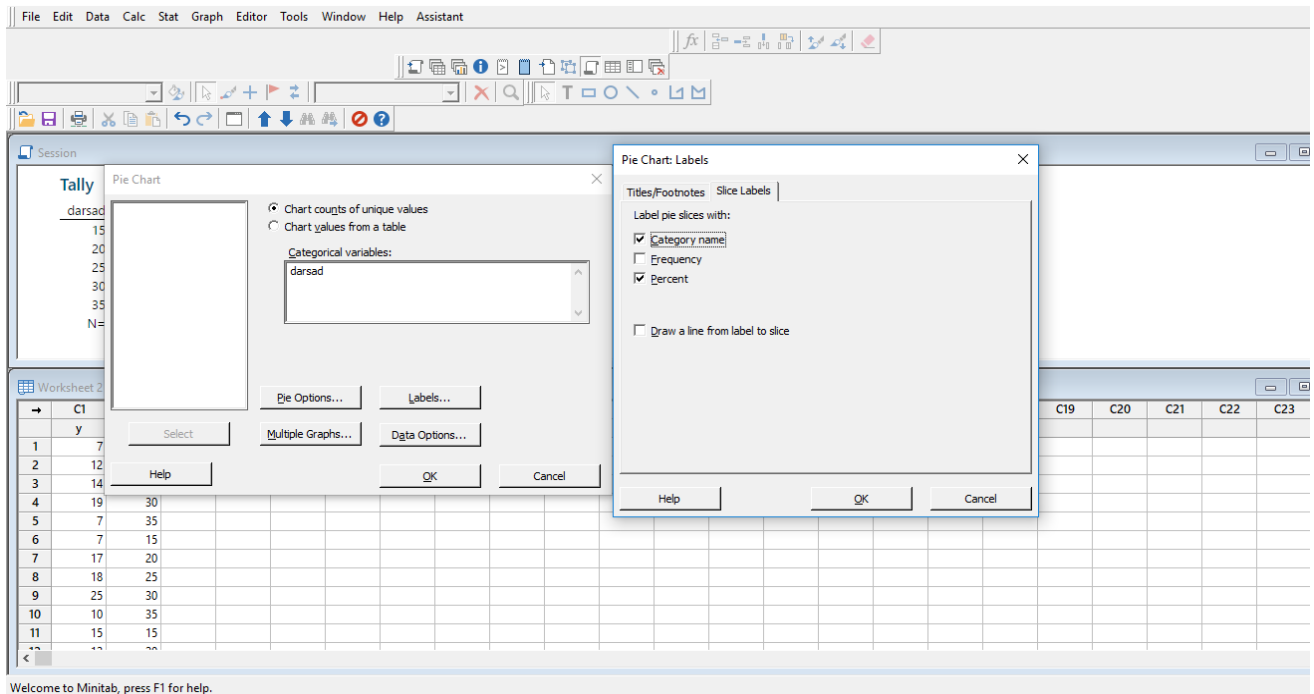 File Edit Data Calc Stat Graph Editor Tools Window Help Assistant
fx
Session
Tally
darsad
15
20
25
30
35
N=
Pie Chart
Chart counts of unique values
Chart values from a table
Categorical variables:
darsad
Pie Options...
Labels...
Select
Multiple Graphs...
Data Options...
Help
OK
Cancel
Pie Chart: Labels
Titles/Footnotes Slice Labels
Label pie slices with:
Category name
Frequency
Percent
Draw a line from label to slice
Help
OK
Cancel
Worksheet 2
C1 C19 C20 C21 C22 C23
y
1 7
2 12
3 14
4 19 30
5 7 35
6 7 15
7 17 20
8 18 25
9 25 30
10 10 35
11 15 15
Welcome to Minitab, press F1 for help.